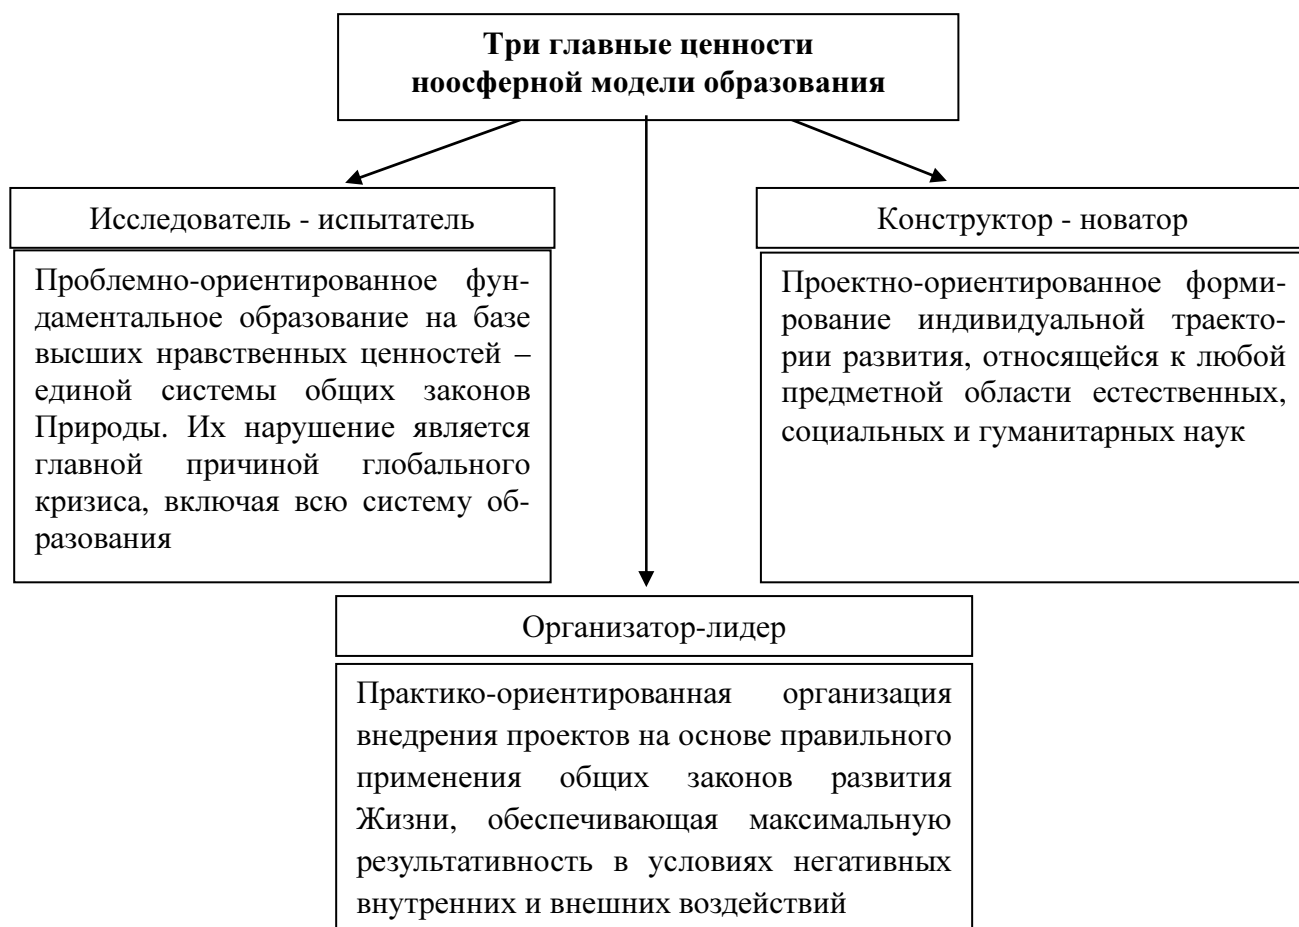 Три главные ценности
ноосферной модели образования
Исследователь - испытатель
Проблемно-ориентированное фун-
даментальное образование на базе
высших нравственных ценностей –
единой системы общих законов
Природы. Их нарушение является
главной причиной глобального
кризиса, включая всю систему об-
разования
Конструктор - новатор
Проектно-ориентированное форми-
рование индивидуальной траекто-
рии развития, относящейся к любой
предметной области естественных,
социальных и гуманитарных наук
Организатор-лидер
Практико-ориентированная организация
внедрения проектов на основе правильного
применения общих законов развития
Жизни, обеспечивающая максимальную
результативность в условиях негативных
внутренних и внешних воздействий